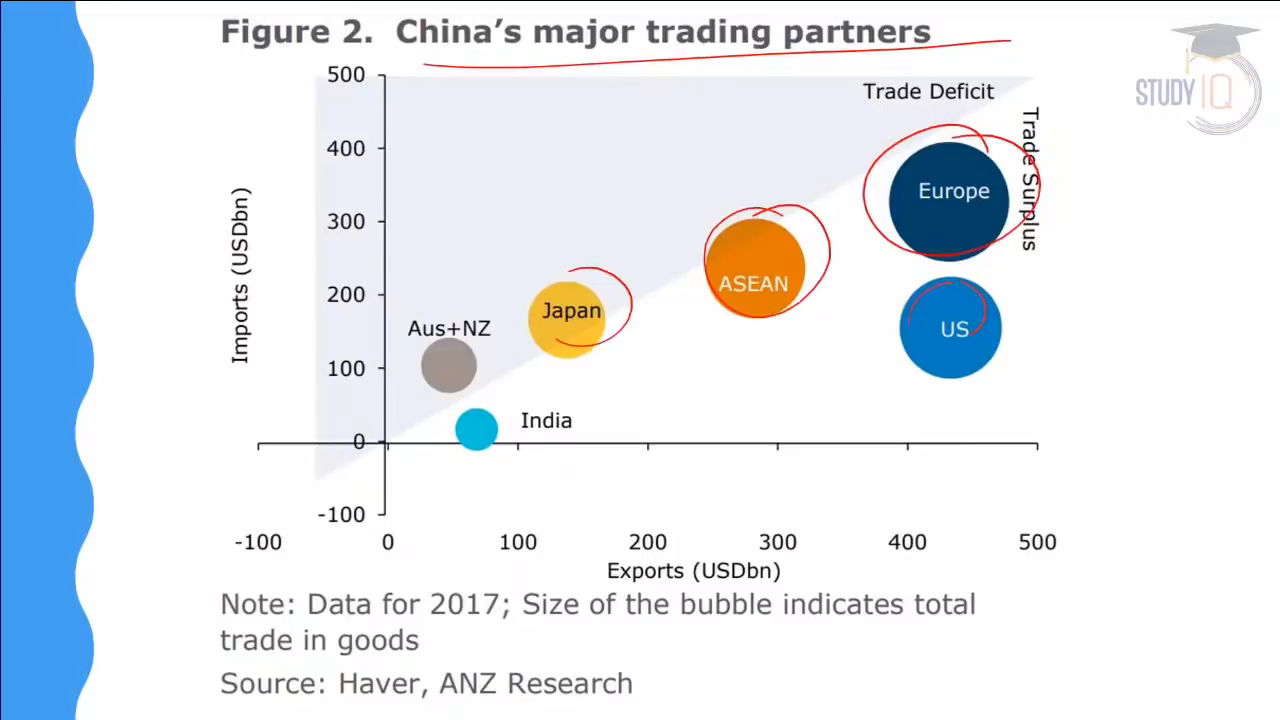 Figure 2. China's major trading partners
STUDY IQ
500
400
300
200
100
0
-100
Imports (USDbn)
Trade Deficit
Trade Surplus
Europe
ASEAN
US
Japan
Aus+NZ
India
-100 0 100 200 300 400 500
Exports (USDbn)
Note: Data for 2017; Size of the bubble indicates total
trade in goods
Source: Haver, ANZ Research